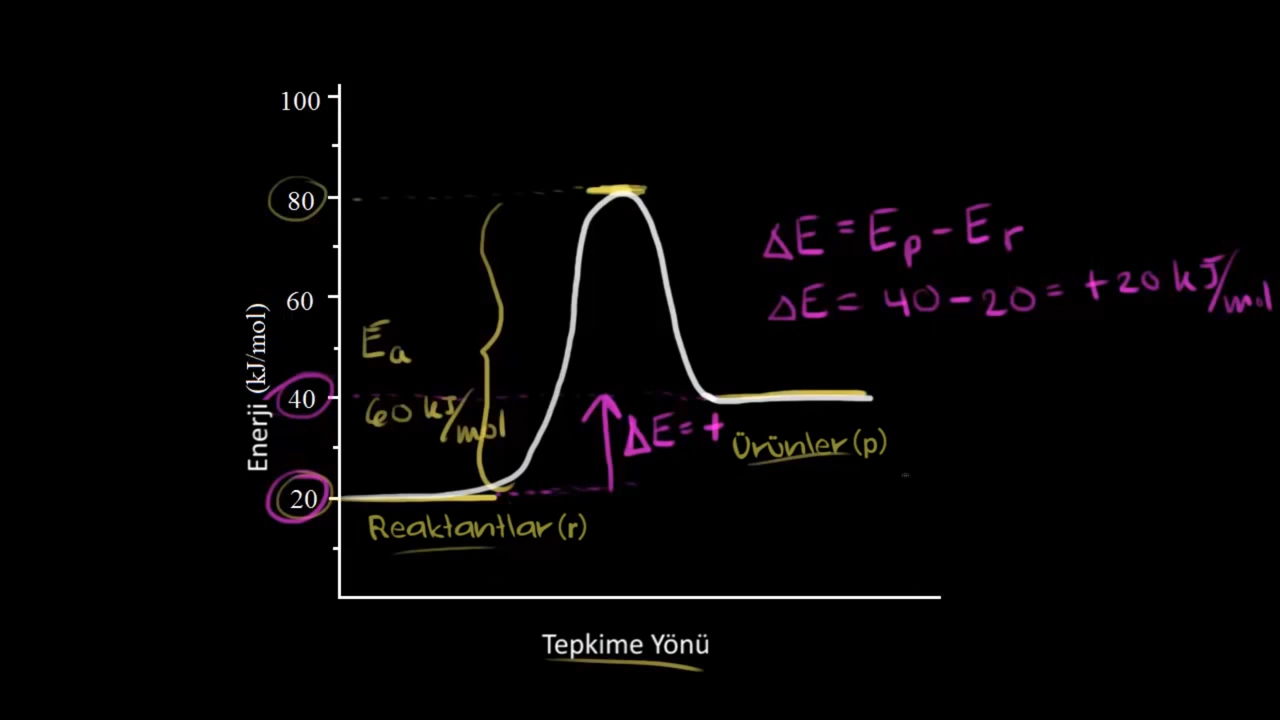 100
80
60
40
20
Enerji (kJ/mol)
Ea
60 kJ/mol
ΔE = Ep - Er
ΔE = 40 - 20 = +20 kJ/mol
ΔE = +
Ürünler (p)
Reaktantlar (r)
Tepkime Yönü